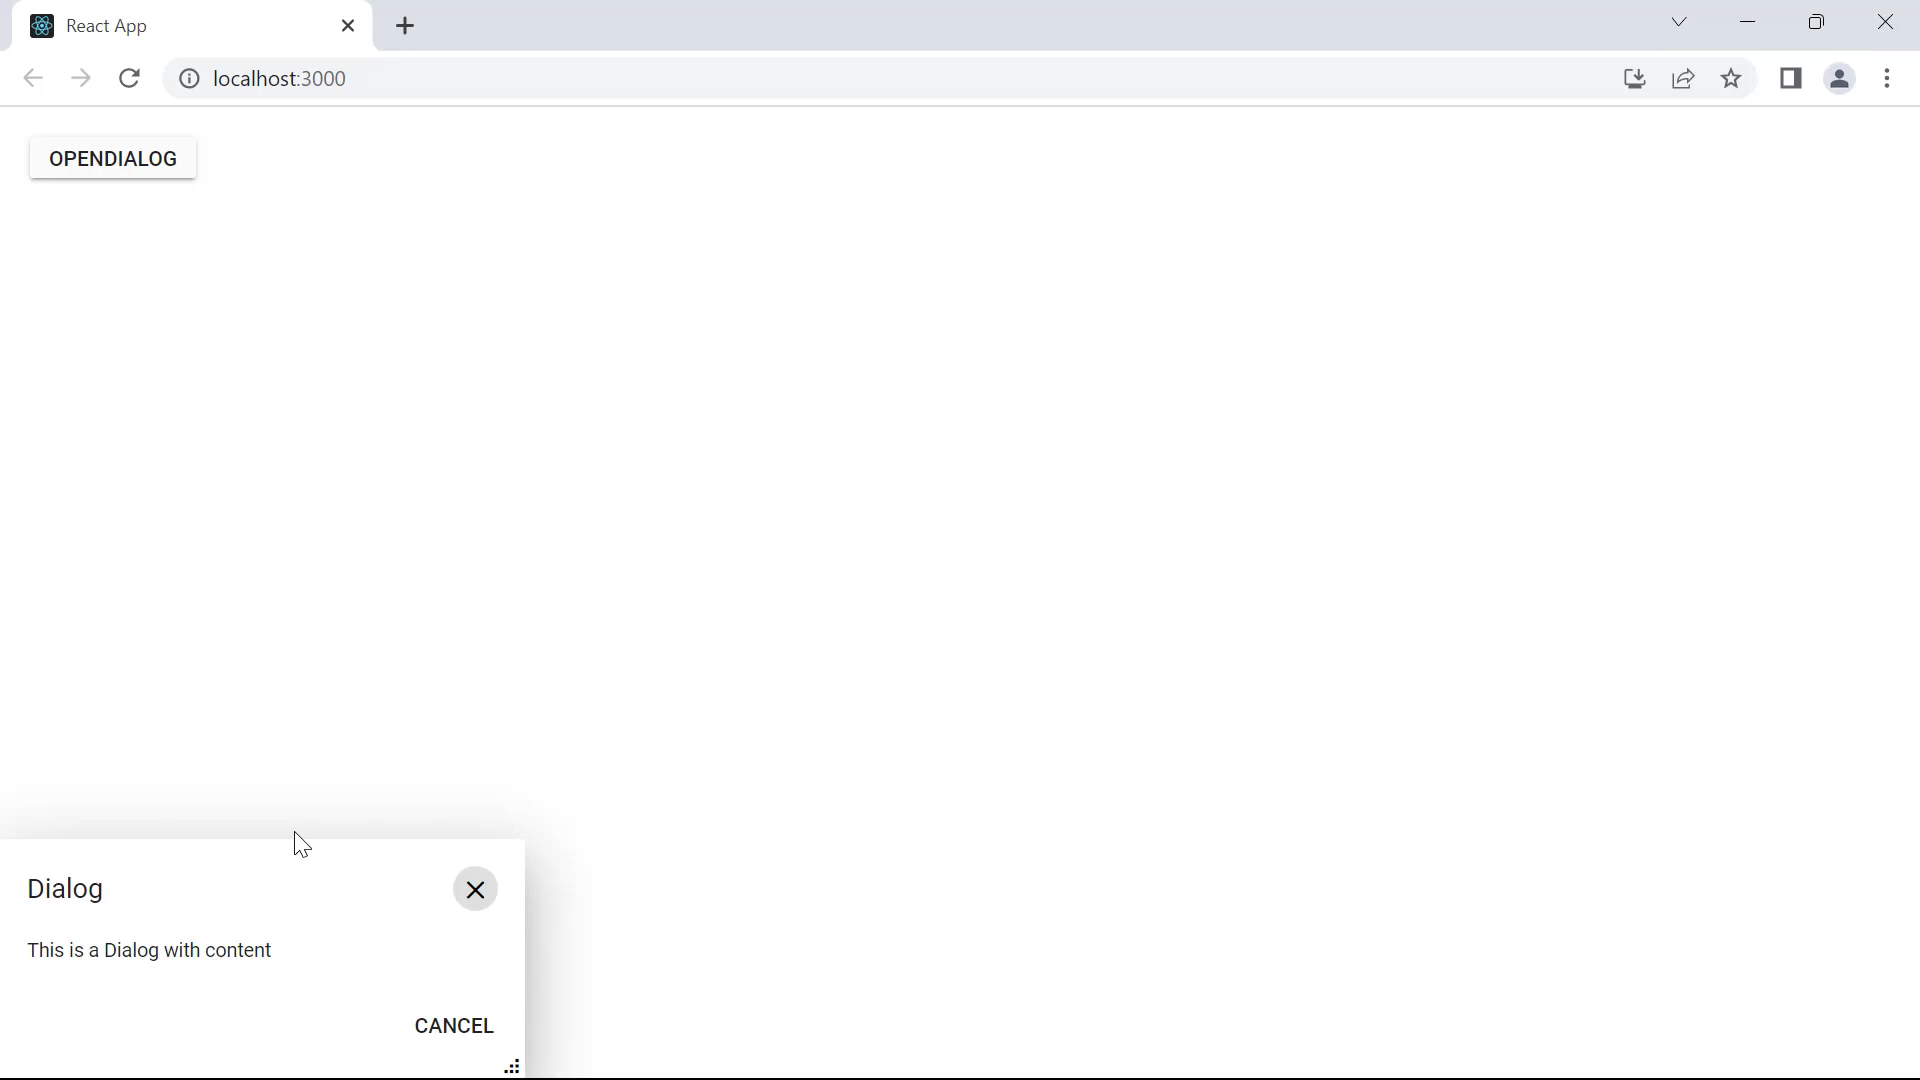 React App
localhost:3000
OPENDIALOG
Dialog
This is a Dialog with content
CANCEL